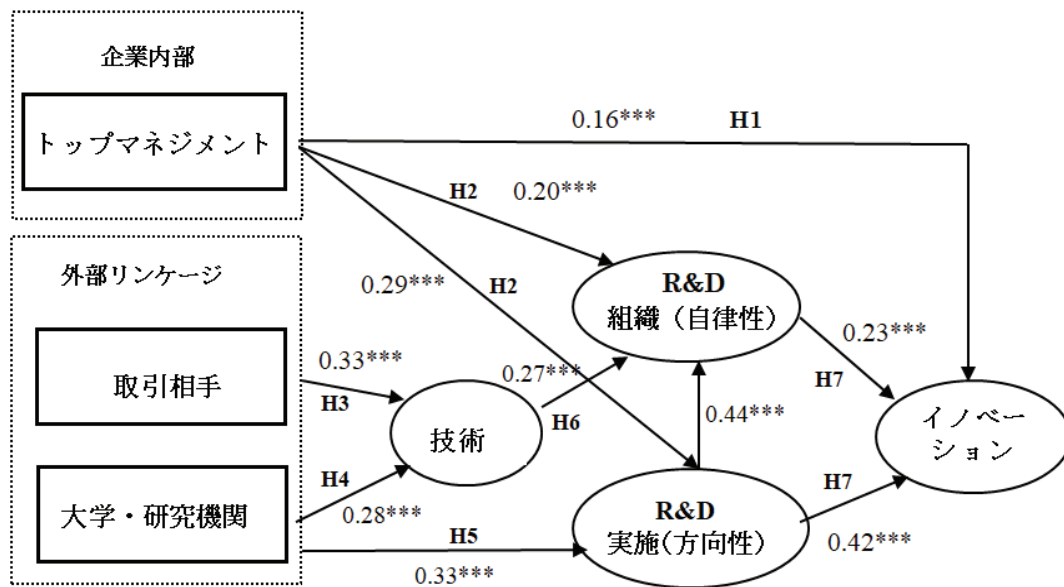 企業内部
トップマネジメント
0.16*** H1
H2 0.20***
外部リンケージ
0.29*** H2
R&D
組織（自律性）
取引相手
0.33***
H3
0.27***
H6
0.23***
H7
技術
0.44***
イノベー
ション
大学・研究機関
H4
0.28***
H5
0.33***
R&D
実施(方向性)
H7
0.42***